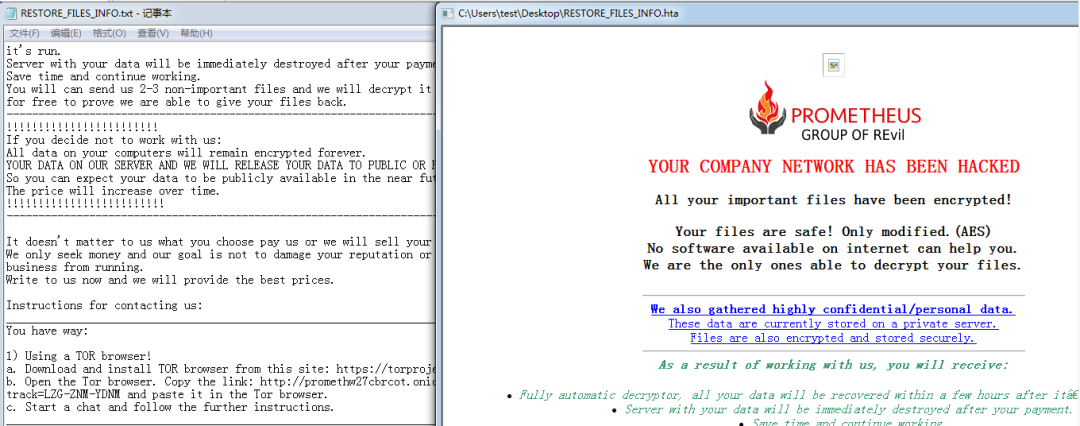 RESTORE_FILES_INFO.txt - 记事本
文件(F) 编辑(E) 格式(O) 查看(V) 帮助(H)
it's run.
Server with your data will be immediately destroyed after your payme
Save time and continue working.
You will can send us 2-3 non-important files and we will decrypt it
for free to prove we are able to give your files back.
!!!!!!!!!!!!!!!!!!!!!!!!
If you decide not to work with us:
All data on your computers will remain encrypted forever.
YOUR DATA ON OUR SERVER AND WE WILL RELEASE YOUR DATA TO PUBLIC OR
So you can expect your data to be publicly available in the near fut
The price will increase over time.
!!!!!!!!!!!!!!!!!!!!!!!!!
It doesn't matter to us what you choose pay us or we will sell your
We only seek money and our goal is not to damage your reputation or
business from running.
Write to us now and we will provide the best prices.
Instructions for contacting us:
You have way:
1) Using a TOR browser!
a. Download and install TOR browser from this site: https://torproje
b. Open the Tor browser. Copy the link: http://promethw27cbrcot.onio
track=LZG-ZNM-YDNM and paste it in the Tor browser.
c. Start a chat and follow the further instructions.
C:\Users\test\Desktop\RESTORE_FILES_INFO.hta
PROMETHEUS
GROUP OF REvil
YOUR COMPANY NETWORK HAS BEEN HACKED
All your important files have been encrypted!
Your files are safe! Only modified.(AES)
No software available on internet can help you.
We are the only ones able to decrypt your files.
We also gathered highly confidential/personal data.
These data are currently stored on a private server.
Files are also encrypted and stored securely.
As a result of working with us, you will receive:
• Fully automatic decryptor, all your data will be recovered within a few hours after itâ€
• Server with your data will be immediately destroyed after your payment.
• Save time and continue working